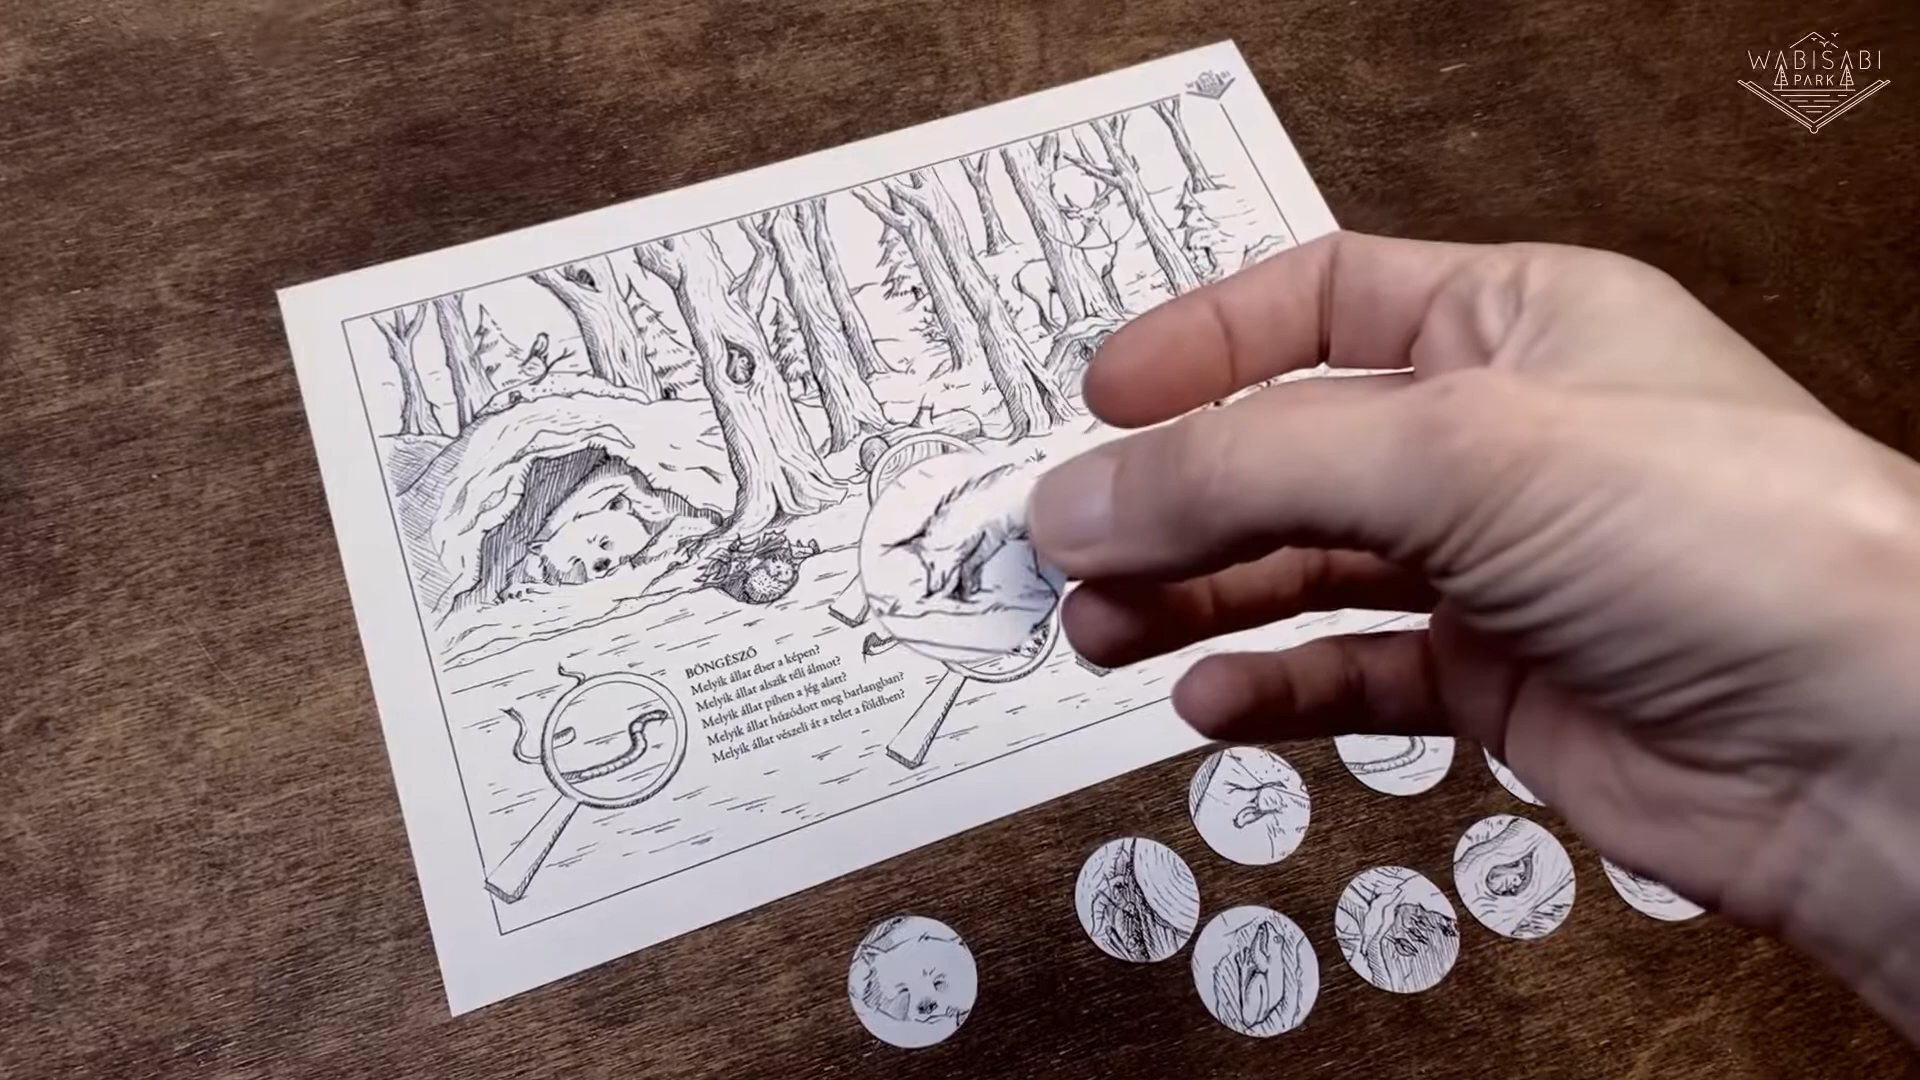 WABISABI
PARK
BÖNGÉSZŐ
Melyik állat éber a képen?
Melyik állat alszik téli álmot?
Melyik állat pihen a jég alatt?
Melyik állat húzódott meg barlangban?
Melyik állat vészeli át a telet a földben?